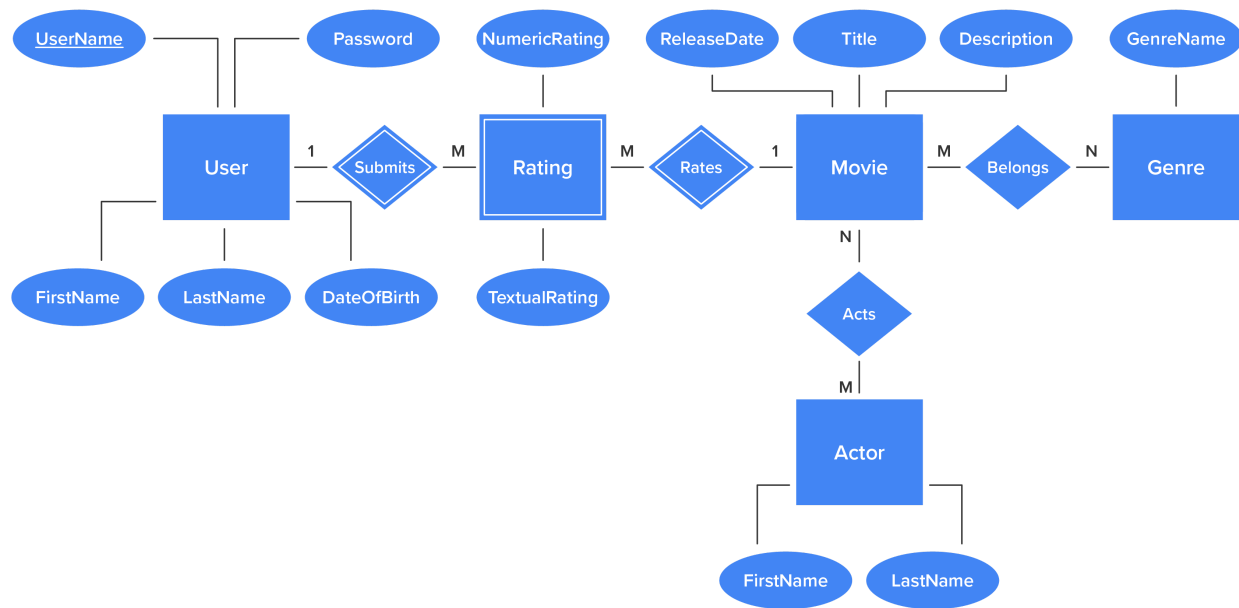 UserName
Password
NumericRating
ReleaseDate
Title
Description
GenreName
User
1
Submits
M
Rating
M
Rates
1
Movie
M
Belongs
N
Genre
FirstName
LastName
DateOfBirth
TextualRating
N
Acts
M
Actor
FirstName
LastName